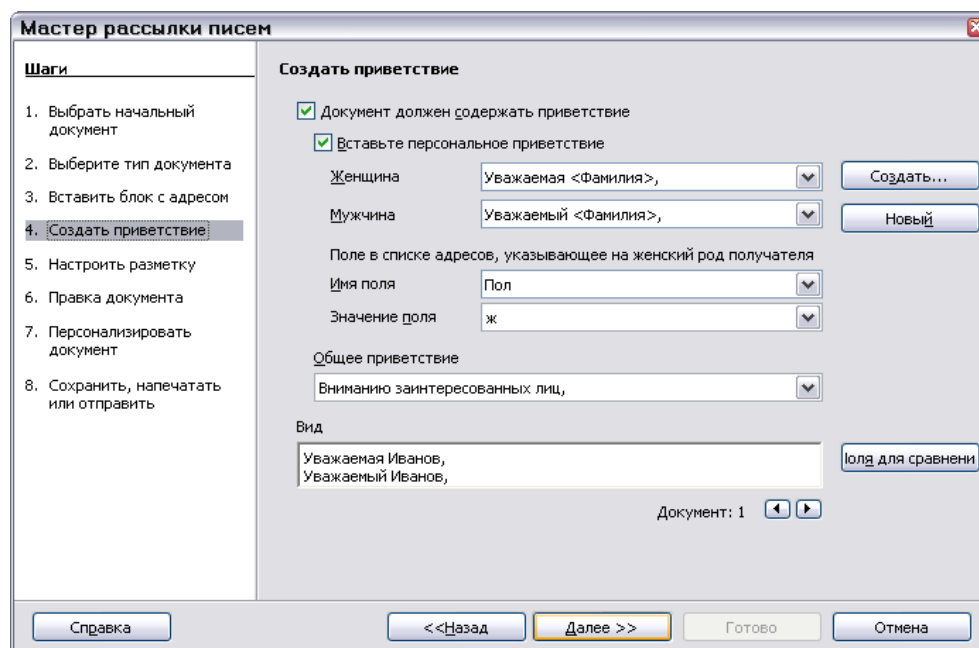 Мастер рассылки писем
Шаги
1. Выбрать начальный
документ
2. Выберите тип документа
3. Вставить блок с адресом
4. Создать приветствие
5. Настроить разметку
6. Правка документа
7. Персонализировать
документ
8. Сохранить, напечатать
или отправить
Создать приветствие
Документ должен содержать приветствие
Вставьте персональное приветствие
Женщина Уважаемая <Фамилия>, Создать...
Мужчина Уважаемый <Фамилия>, Новый
Поле в списке адресов, указывающее на женский род получателя
Имя поля Пол
Значение поля ж
Общее приветствие
Вниманию заинтересованных лиц,
Вид
Уважаемая Иванов,
Уважаемый Иванов,
Іоля для сравнени
Документ: 1
Справка <<Назад Далее >> Готово Отмена